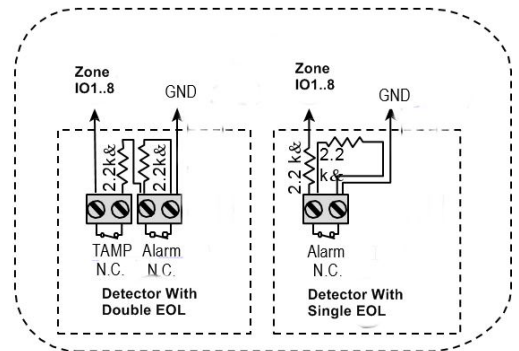 Zone
IO1..8
GND
2.2k&
2.2k&
TAMP
N.C.
Alarm
N.C.
Detector With
Double EOL
Zone
IO1..8
GND
2.2 k&
2.2
k&
Alarm
N.C.
Detector With
Single EOL